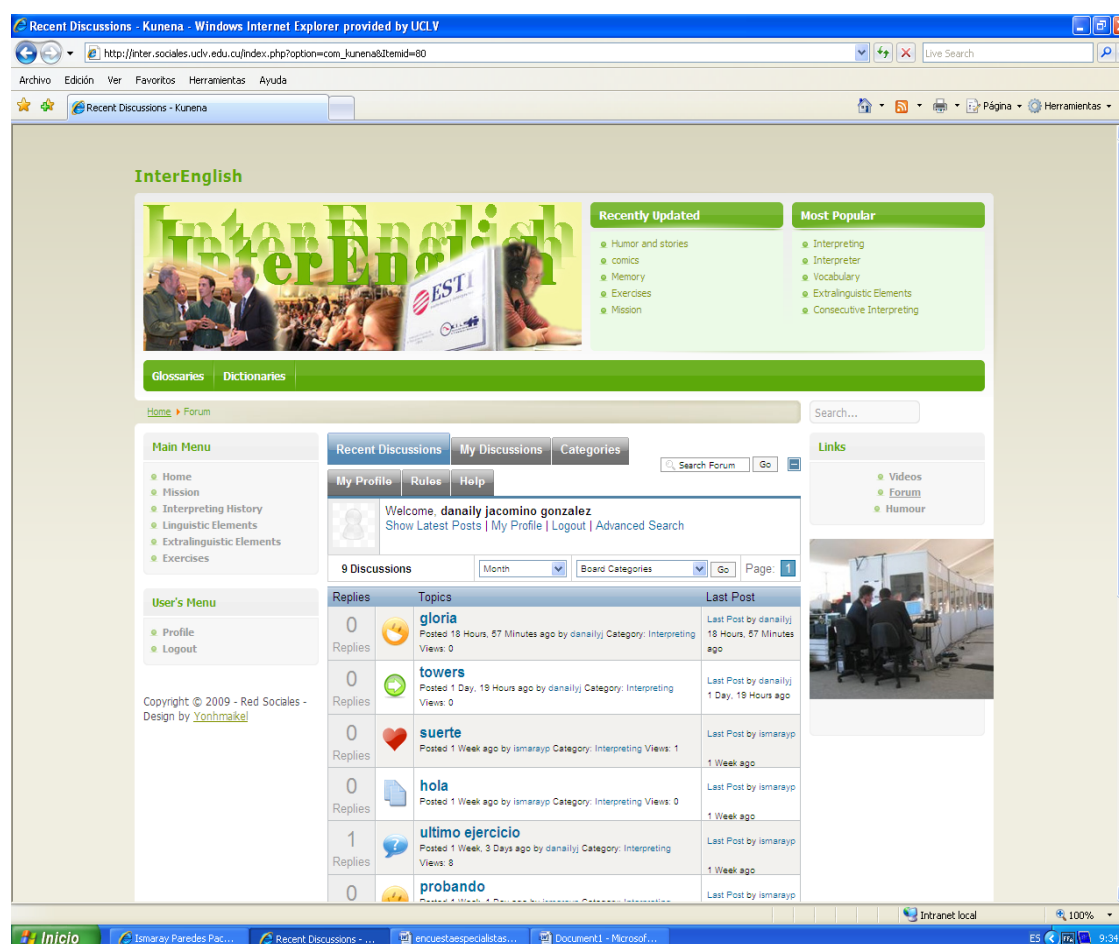 Recent Discussions - Kunena - Windows Internet Explorer provided by UCLV
http://inter.sociales.uclv.edu.cu/index.php?option=com_kunena&Itemid=80
Live Search
Archivo Edición Ver Favoritos Herramientas Ayuda
Recent Discussions - Kunena
Página Herramientas
InterEnglish
InterEnglish
InterEnglish
ESTI
Recently Updated
Humor and stories
comics
Memory
Exercises
Mission
Most Popular
Interpreting
Interpreter
Vocabulary
Extralinguistic Elements
Consecutive Interpreting
Glossaries Dictionaries
Home Forum
Search...
Main Menu
Home
Mission
Interpreting History
Linguistic Elements
Extralinguistic Elements
Exercises
User's Menu
Profile
Logout
Copyright © 2009 - Red Sociales -
Design by Yonhmaikel
Recent Discussions My Discussions Categories
Search Forum Go
My Profile Rules Help
Welcome, danaily jacomino gonzalez
Show Latest Posts | My Profile | Logout | Advanced Search
9 Discussions Month Board Categories Go Page: 1
Replies Topics Last Post
0
Replies
gloria
Posted 18 Hours, 57 Minutes ago by danailyj Category: Interpreting
Views: 0
Last Post by danailyj
18 Hours, 57 Minutes
ago
0
Replies
towers
Posted 1 Day, 19 Hours ago by danailyj Category: Interpreting
Views: 0
Last Post by danailyj
1 Day, 19 Hours ago
0
Replies
suerte
Posted 1 Week ago by ismarayp Category: Interpreting Views: 1
Last Post by ismarayp
1 Week ago
0
Replies
hola
Posted 1 Week ago by ismarayp Category: Interpreting Views: 0
Last Post by ismarayp
1 Week ago
1
Replies
ultimo ejercicio
Posted 1 Week, 3 Days ago by danailyj Category: Interpreting
Views: 8
Last Post by ismarayp
1 Week ago
0
probando
Last Post by ismarayp
Links
Videos
Forum
Humour
Intranet local 100%
Inicio Ismaray Paredes Pac... Recent Discussions - ... encuestaespecialistas... Document1 - Microsof... ES 9:34